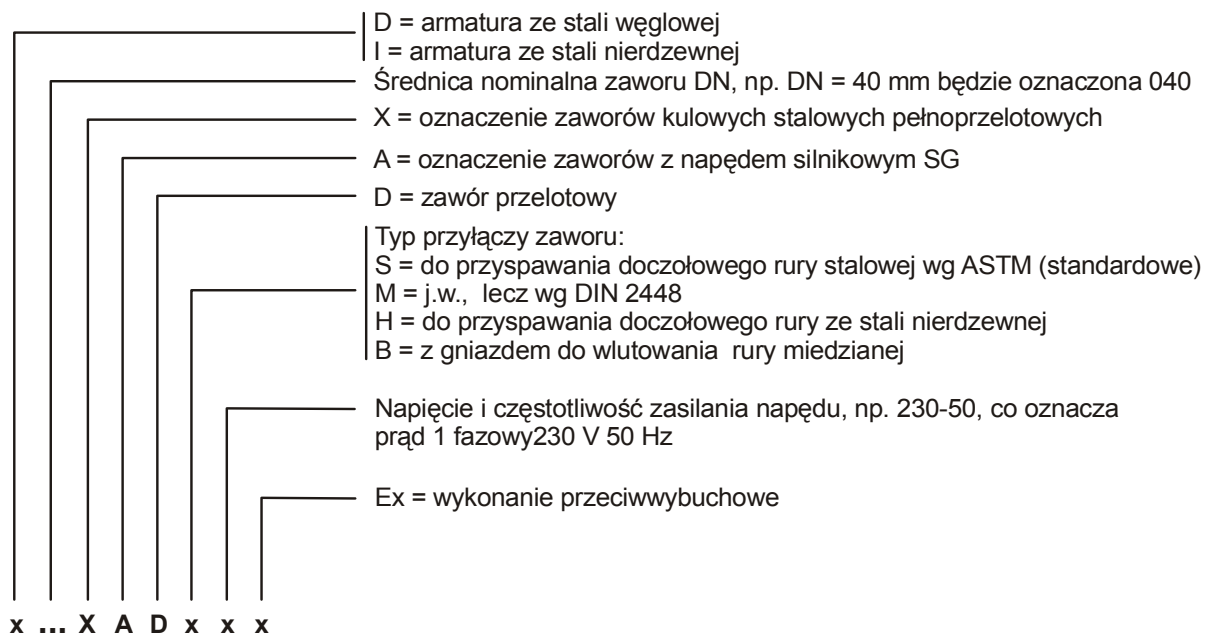 D = armatura ze stali węglowej
I = armatura ze stali nierdzewnej
Średnica nominalna zaworu DN, np. DN = 40 mm będzie oznaczona 040
X = oznaczenie zaworów kulowych stalowych pełnoprzelotowych
A = oznaczenie zaworów z napędem silnikowym SG
D = zawór przelotowy
Typ przyłączy zaworu:
S = do przyspawania doczołowego rury stalowej wg ASTM (standardowe)
M = j.w., lecz wg DIN 2448
H = do przyspawania doczołowego rury ze stali nierdzewnej
B = z gniazdem do wlutowania rury miedzianej
Napięcie i częstotliwość zasilania napędu, np. 230-50, co oznacza
prąd 1 fazowy230 V 50 Hz
Ex = wykonanie przeciwwybuchowe
x ... X A D x x x